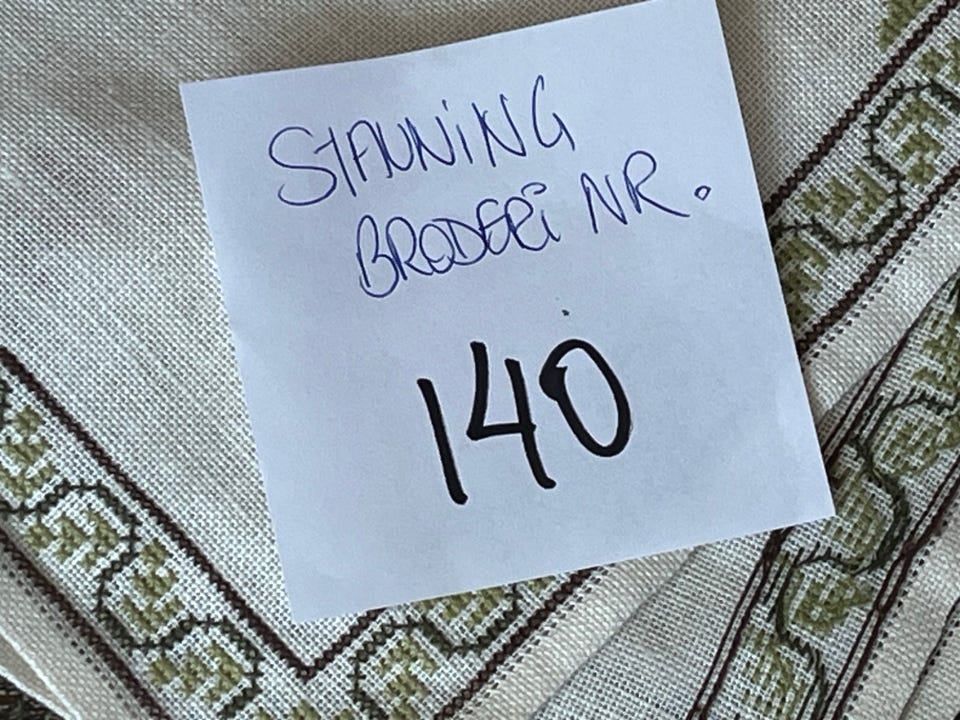 STAUNING
BRODERI NR.
140